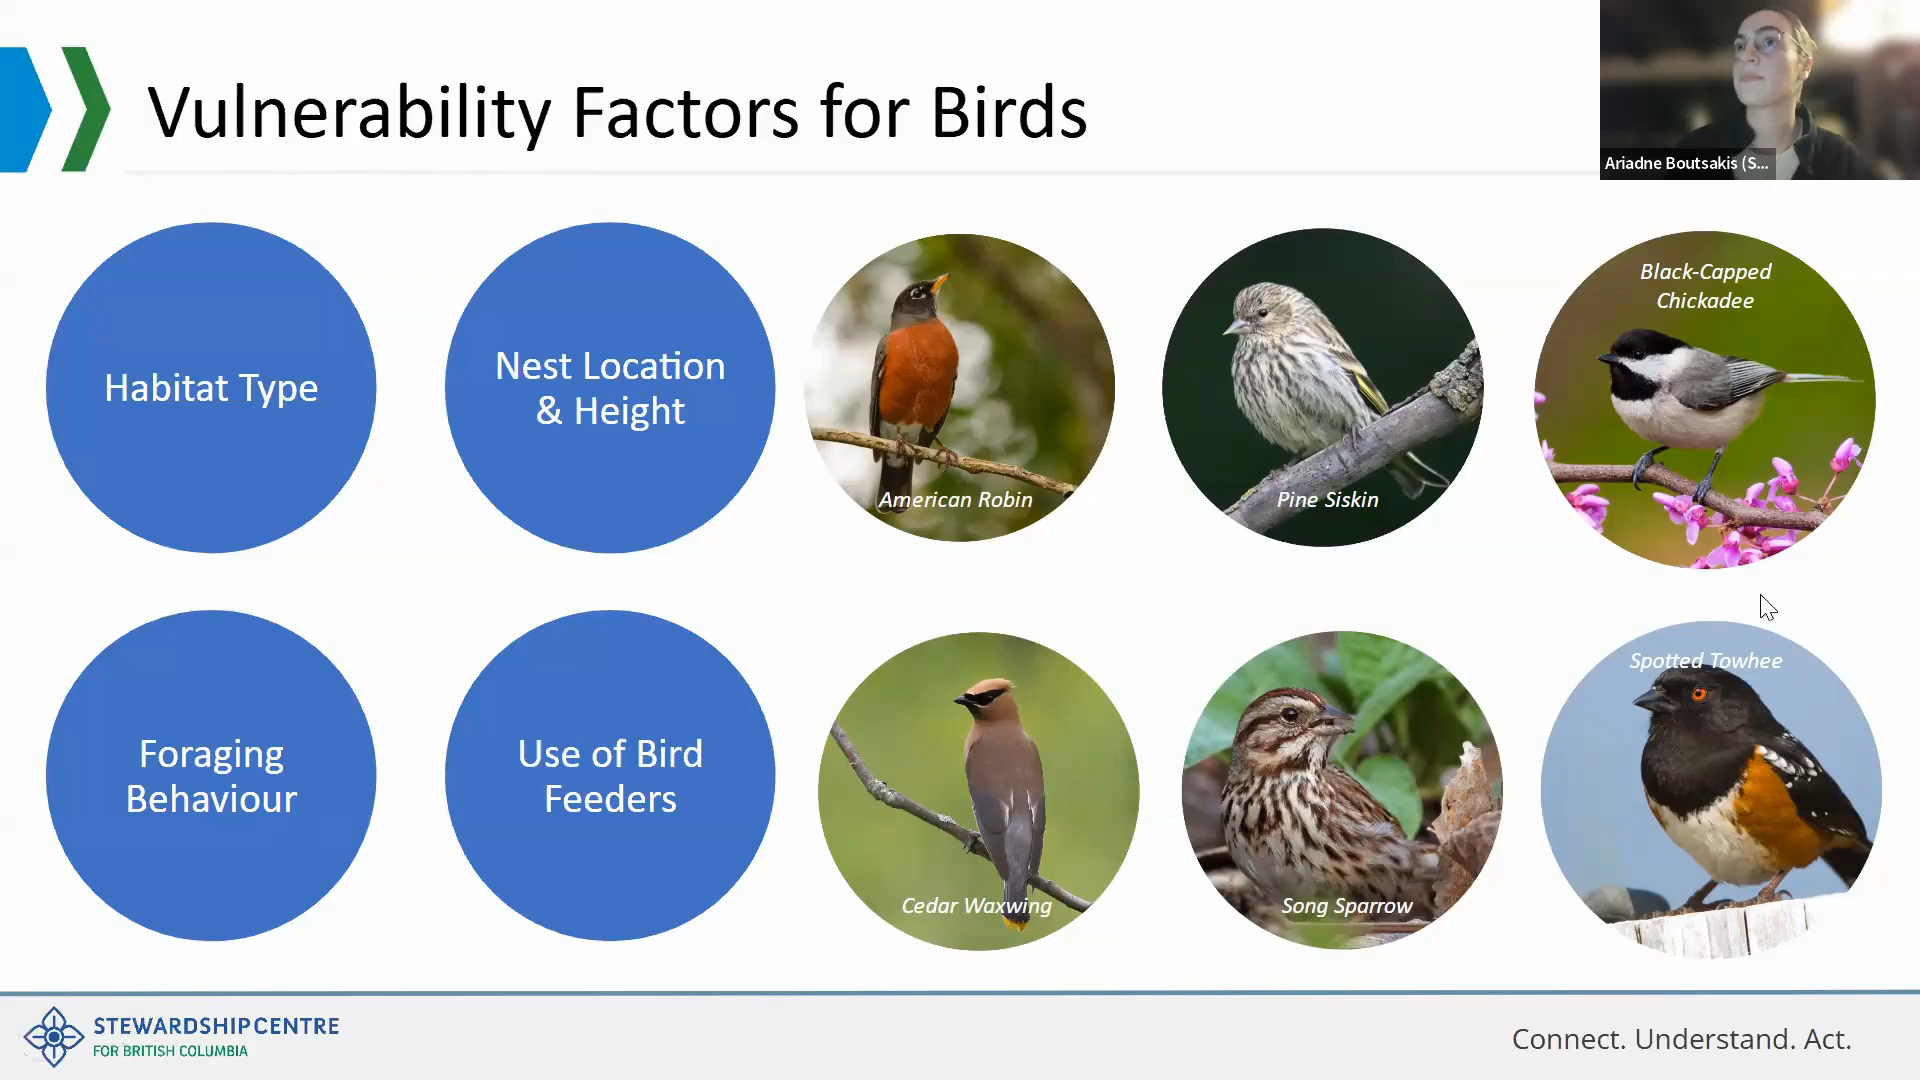 Vulnerability Factors for Birds
Ariadne Boutsakis (S...
Habitat Type
Nest Location
& Height
American Robin
Pine Siskin
Black-Capped
Chickadee
Foraging
Behaviour
Use of Bird
Feeders
Cedar Waxwing
Song Sparrow
Spotted Towhee
STEWARDSHIP CENTRE
FOR BRITISH COLUMBIA
Connect. Understand. Act.